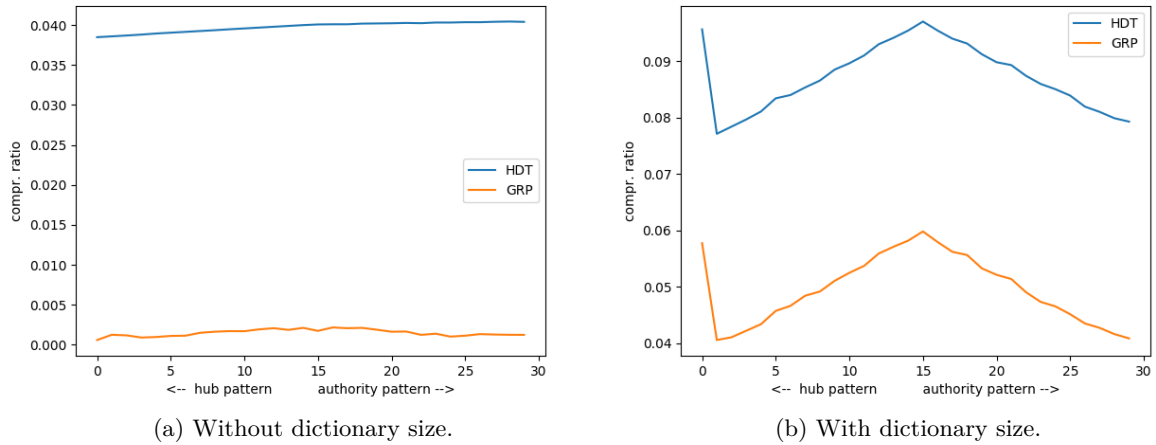 0.040
0.035
0.030
0.025
0.020
0.015
0.010
0.005
0.000
compr. ratio
HDT
GRP
0 5 10 15 20 25 30
<-- hub pattern authority pattern -->
(a) Without dictionary size.
0.09
0.08
0.07
0.06
0.05
0.04
compr. ratio
HDT
GRP
0 5 10 15 20 25 30
<-- hub pattern authority pattern -->
(b) With dictionary size.